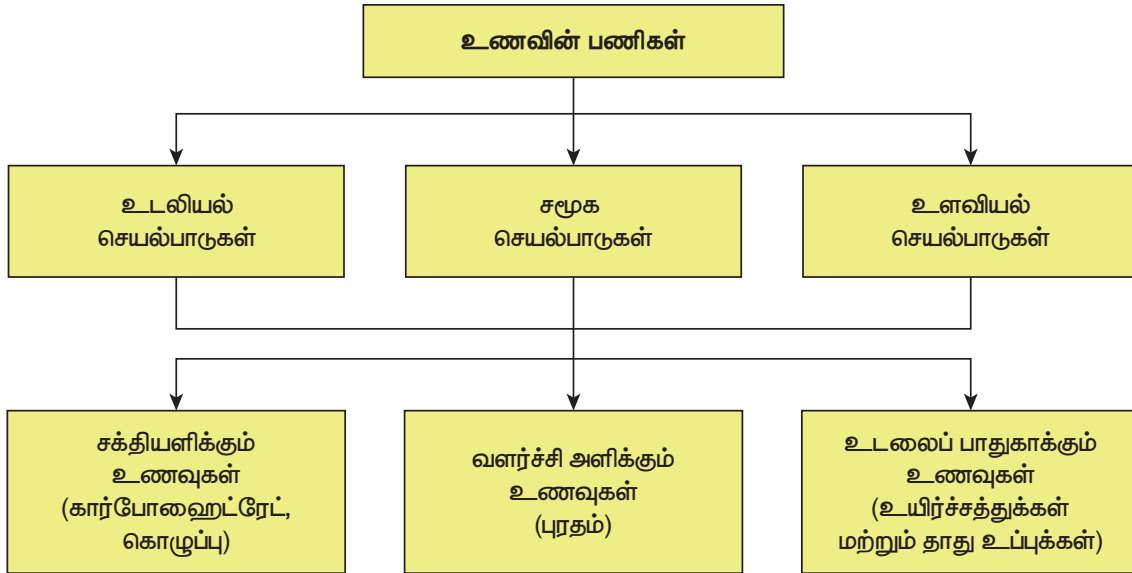 உணவின் பணிகள்
உடலியல்
செயல்பாடுகள்
சமூக
செயல்பாடுகள்
உளவியல்
செயல்பாடுகள்
சக்தியளிக்கும்
உணவுகள்
(கார்போஹைட்ரேட்,
கொழுப்பு)
வளர்ச்சி அளிக்கும்
உணவுகள்
(புரதம்)
உடலைப் பாதுகாக்கும்
உணவுகள்
(உயிர்ச்சத்துக்கள்
மற்றும் தாது உப்புக்கள்)